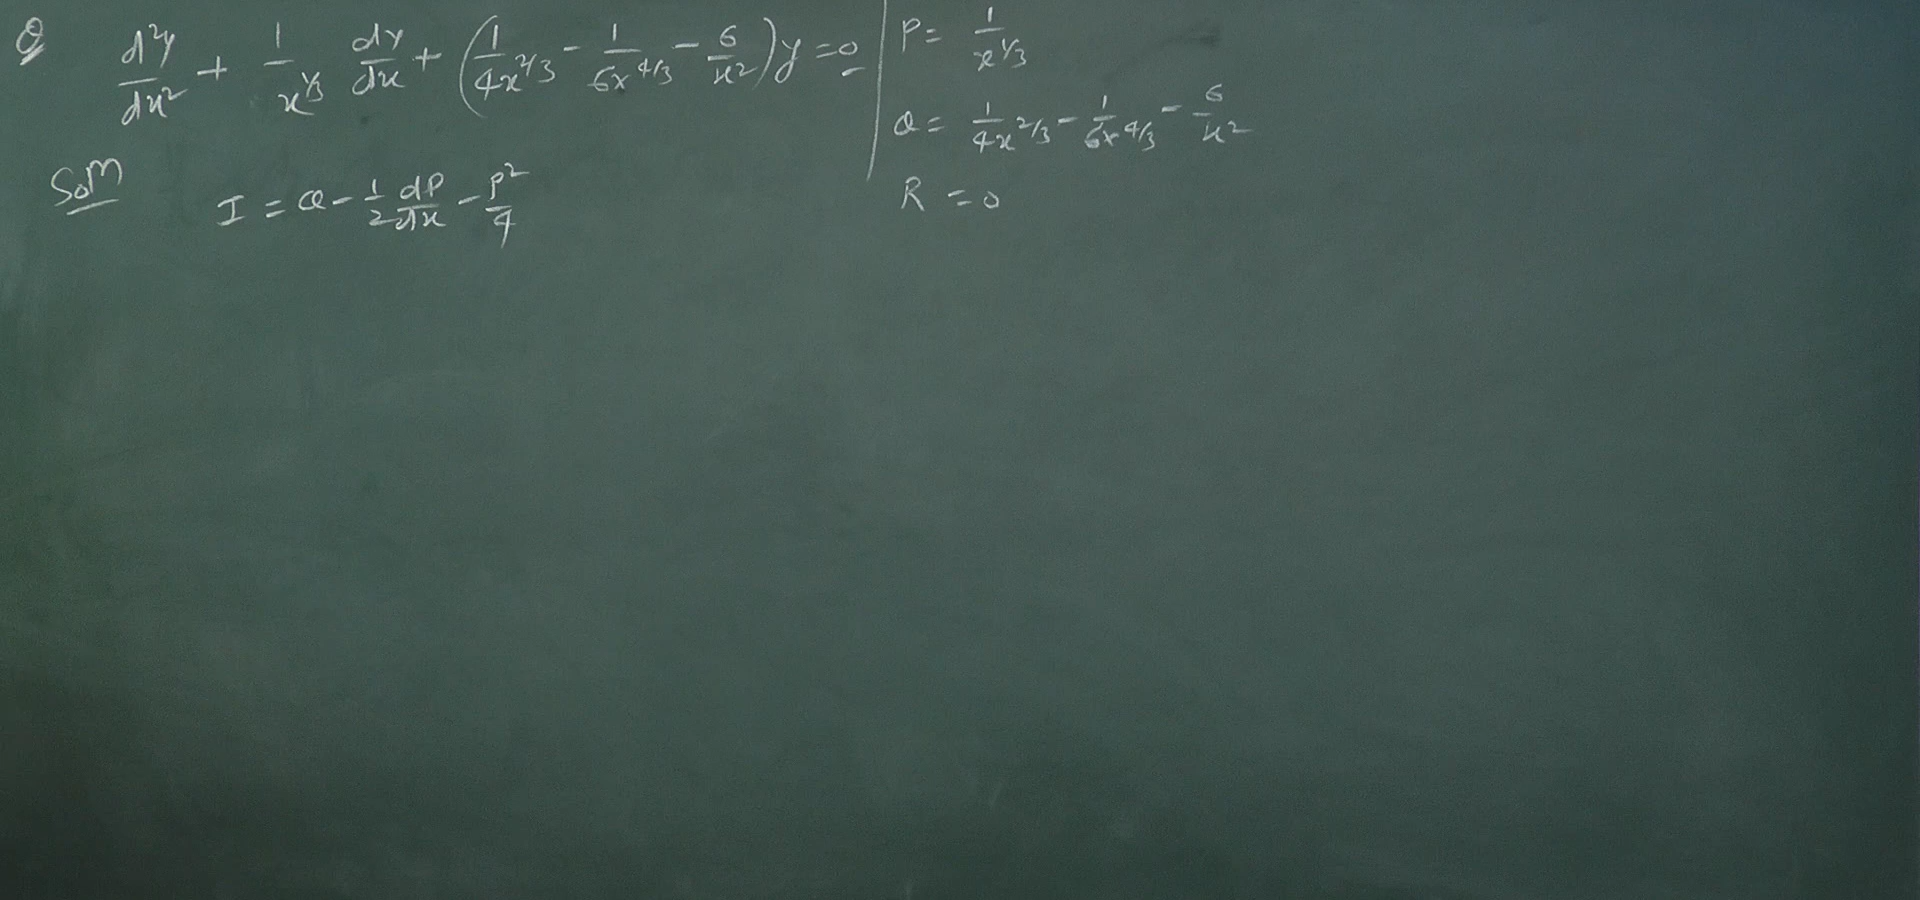 Q d²y/dx² + 1/x^1/3 dy/dx + (1/4x^2/3 - 1/6x^4/3 - 6/x²)y = 0
P = 1/x^1/3
Q = 1/4x^2/3 - 1/6x^4/3 - 6/x²
R = 0
Solⁿ I = Q - 1/2 dP/dx - P²/4